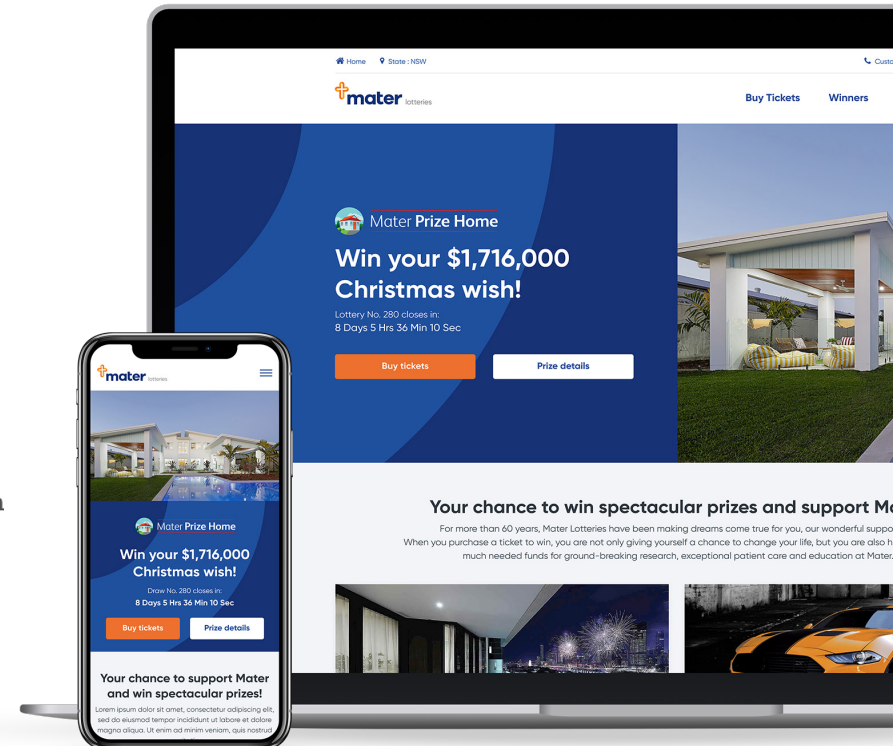 Home State : NSW
mater lotteries
Buy Tickets Winners
Mater Prize Home
Win your $1,716,000
Christmas wish!
Lottery No. 280 closes in:
8 Days 5 Hrs 36 Min 10 Sec
Buy tickets Prize details
Your chance to win spectacular prizes and support
For more than 60 years, Mater Lotteries have been making dreams come true for you, our wonderful
When you purchase a ticket to win, you are not only giving yourself a chance to change your life, but you are also
much needed funds for ground-breaking research, exceptional patient care and education at Mater.
mater lotteries
Mater Prize Home
Win your $1,716,000
Christmas wish!
Draw No. 280 closes in:
8 Days 5 Hrs 36 Min 10 Sec
Buy tickets Prize details
Your chance to support Mater
and win spectacular prizes!
Lorem ipsum dolor sit amet, consectetur adipiscing elit,
sed do eiusmod tempor incididunt ut labore et dolore
magna aliqua. Ut enim ad minim veniam, quis nostrud